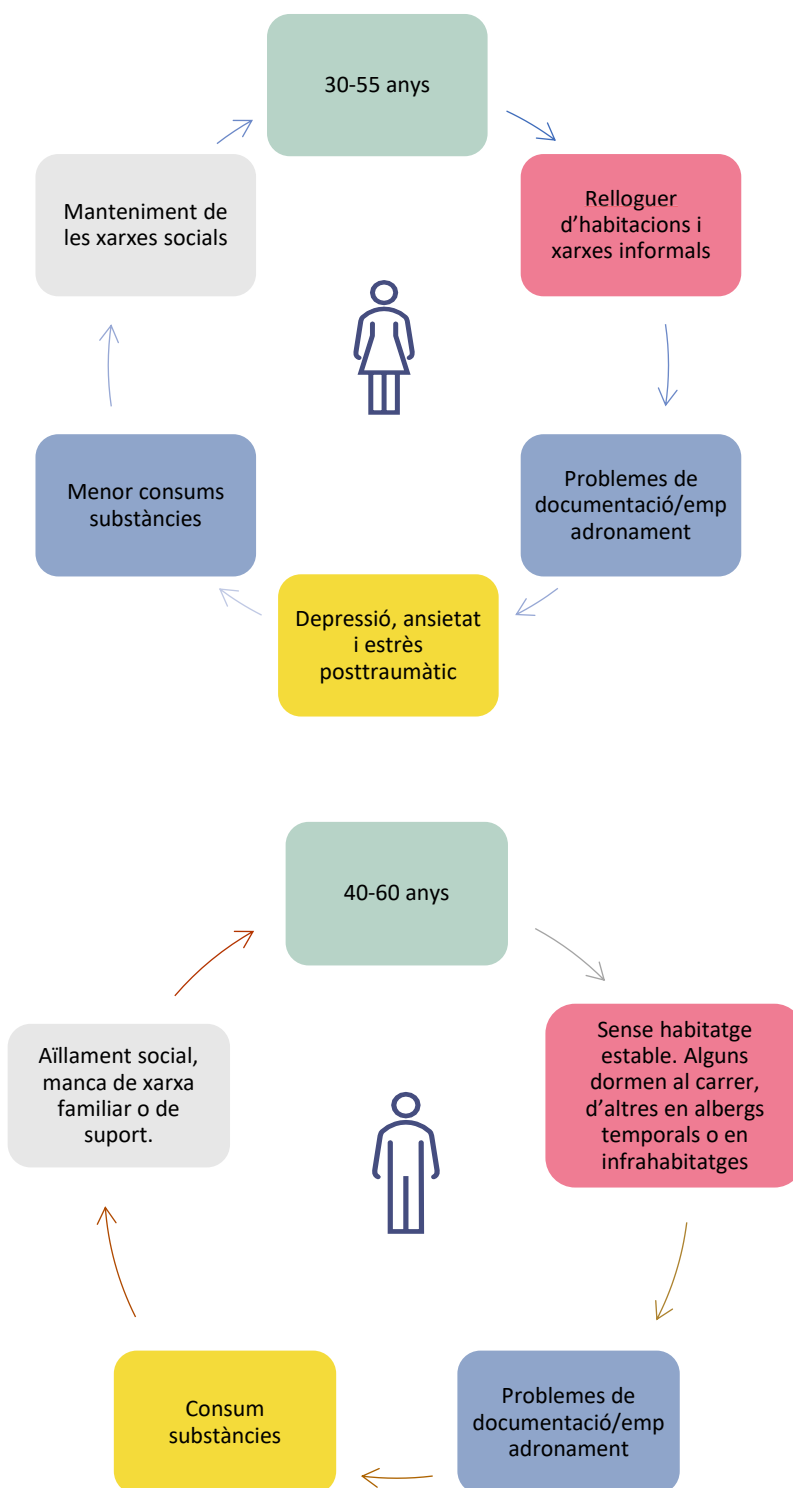 30-55 anys
Relloguer
d’habitacions i
xarxes informals
Problemes de
documentació/emp
adronament
Depressió, ansietat
i estrès
posttraumàtic
Menor consums
substàncies
Manteniment de
les xarxes socials
40-60 anys
Sense habitatge
estable. Alguns
dormen al carrer,
d’altres en albergs
temporals o en
infrahabitatges
Problemes de
documentació/emp
adronament
Consum
substàncies
Aïllament social,
manca de xarxa
familiar o de
suport.